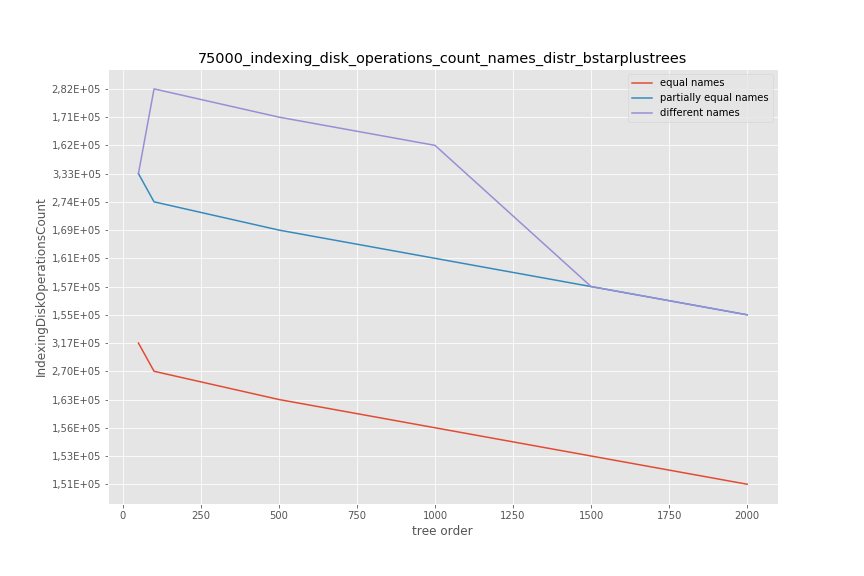 75000_indexing_disk_operations_count_names_distr_bstarplustrees
equal names
partially equal names
different names
IndexingDiskOperationsCount
2,82E+05
1,71E+05
1,62E+05
3,33E+05
2,74E+05
1,69E+05
1,61E+05
1,57E+05
1,55E+05
3,17E+05
2,70E+05
1,63E+05
1,56E+05
1,53E+05
1,51E+05
0 250 500 750 1000 1250 1500 1750 2000
tree order